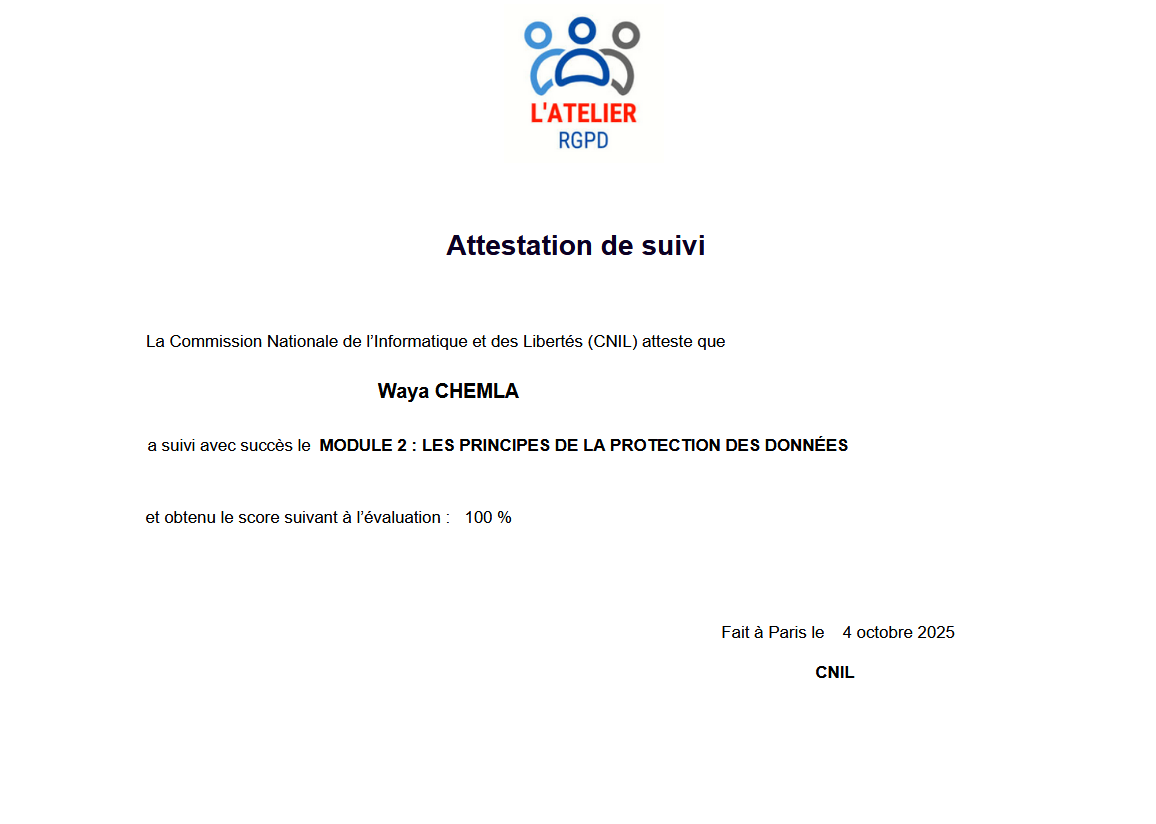 L'ATELIER
RGPD
Attestation de suivi
La Commission Nationale de l’Informatique et des Libertés (CNIL) atteste que
Waya CHEMLA
a suivi avec succès le MODULE 2 : LES PRINCIPES DE LA PROTECTION DES DONNÉES
et obtenu le score suivant à l’évaluation : 100 %
Fait à Paris le 4 octobre 2025
CNIL